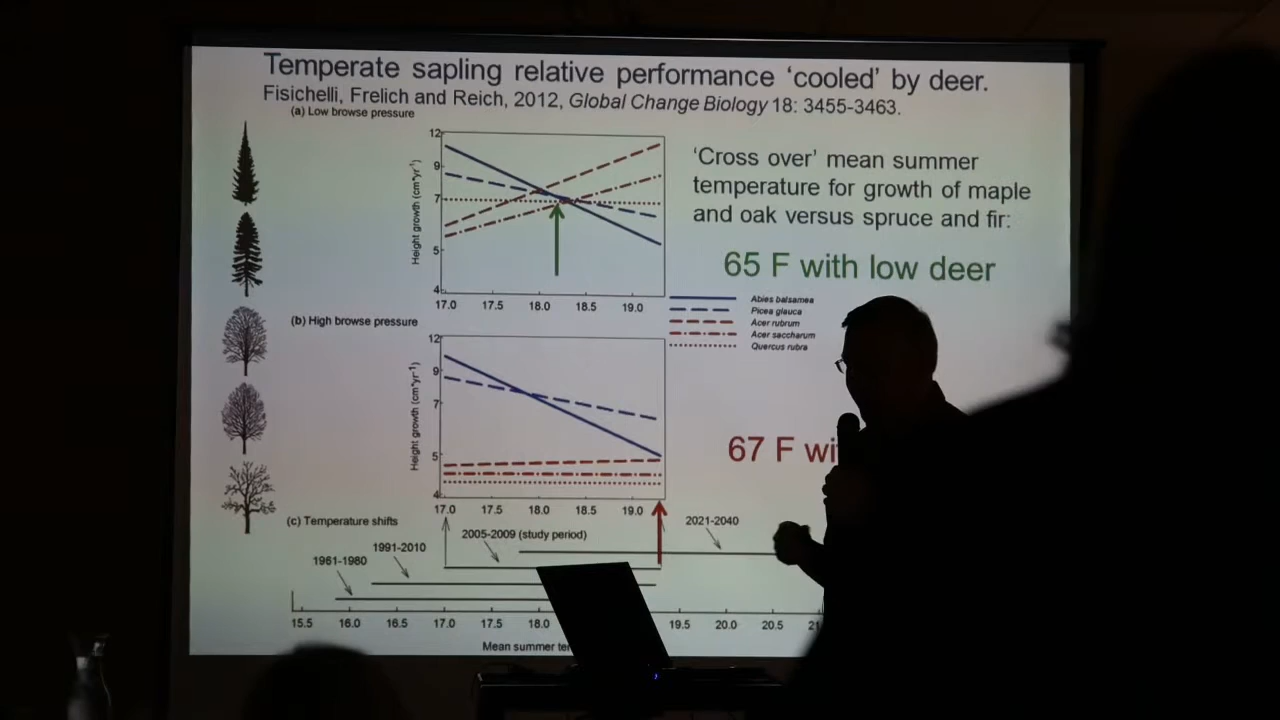 Temperate sapling relative performance ‘cooled’ by deer.
Fisichelli, Frelich and Reich, 2012, Global Change Biology 18: 3455-3463.
(a) Low browse pressure
12
9
7
5
4
Height growth (cm*yr⁻¹)
17.0 17.5 18.0 18.5 19.0
‘Cross over’ mean summer
temperature for growth of maple
and oak versus spruce and fir:
65 F with low deer
Abies balsamea
Picea glauca
Acer rubrum
Acer saccharum
Quercus rubra
(b) High browse pressure
12
9
7
5
4
Height growth (cm*yr⁻¹)
17.0 17.5 18.0 18.5 19.0
67 F
(c) Temperature shifts
2021-2040
2005-2009 (study period)
1991-2010
1961-1980
15.5 16.0 16.5 17.0 17.5 18.0 19.5 20.0 20.5
Mean summer